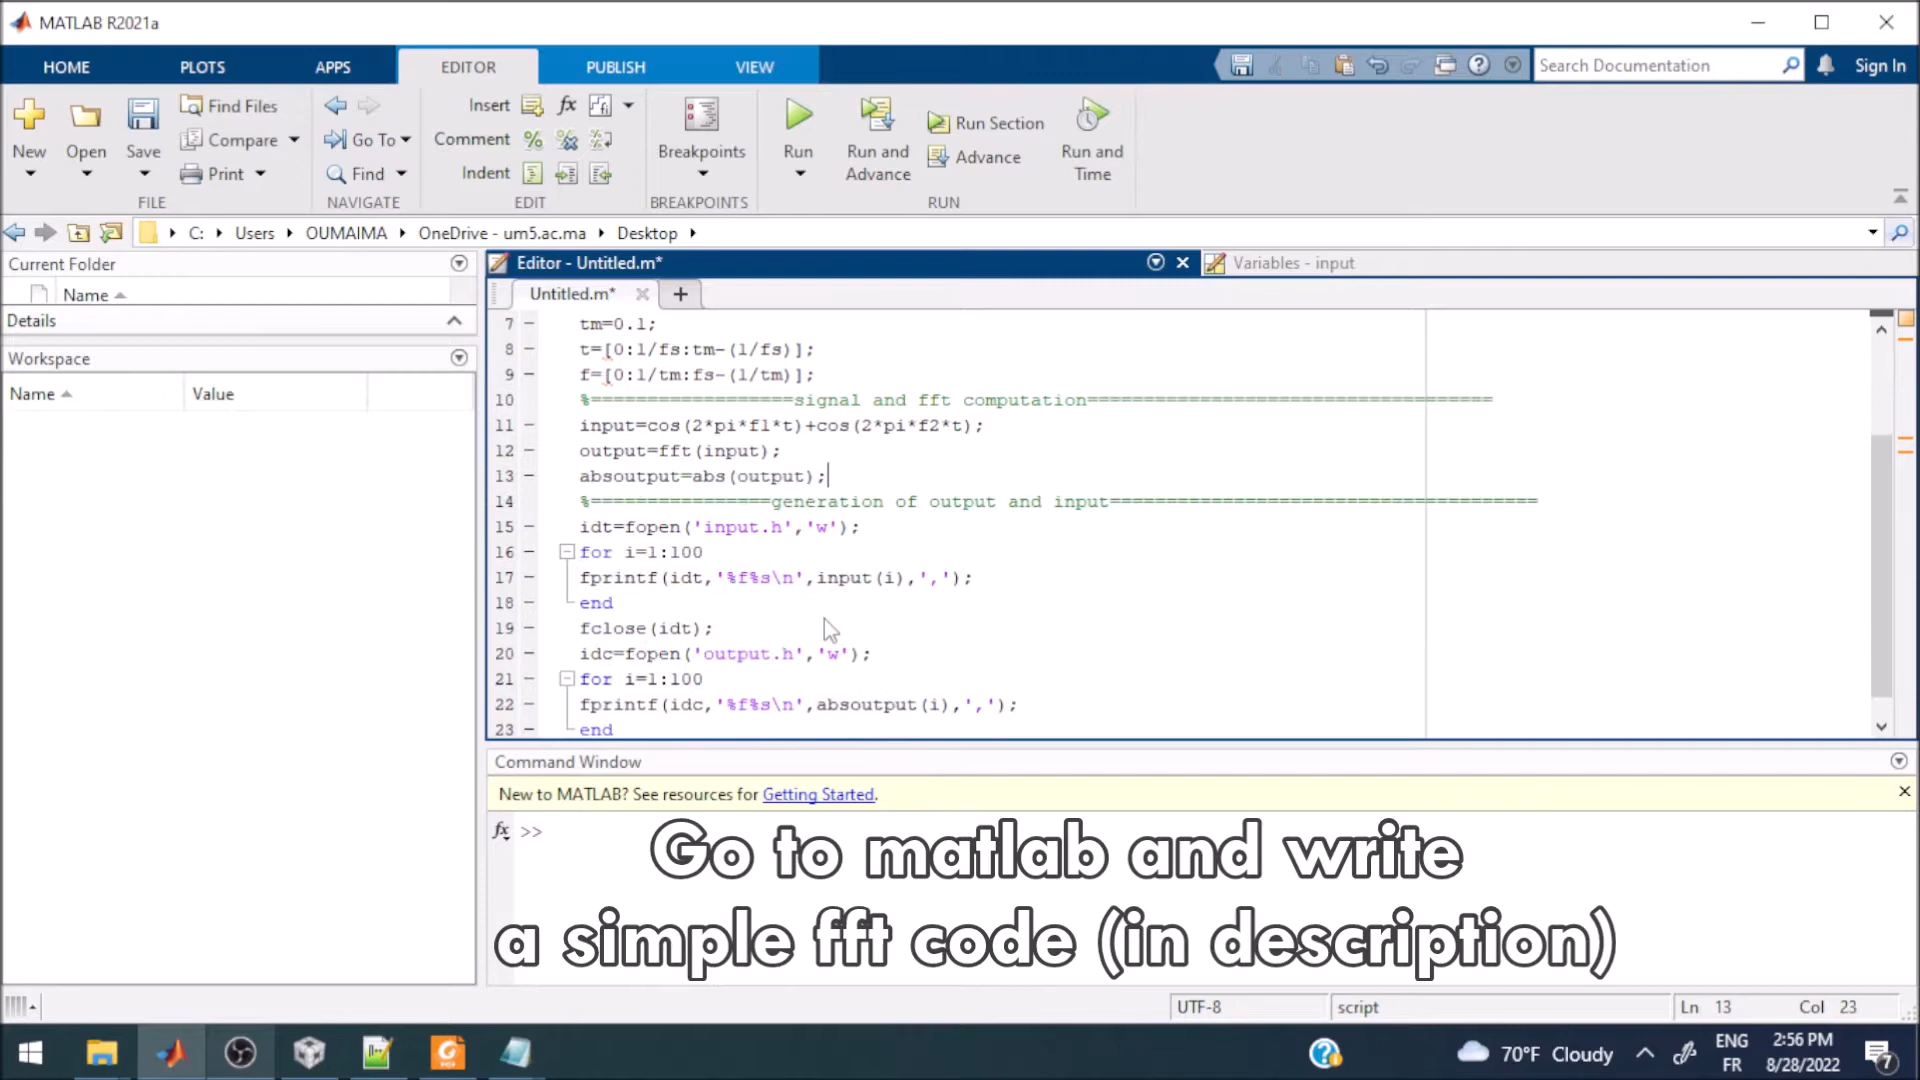 MATLAB R2021a
HOME PLOTS APPS EDITOR PUBLISH VIEW Search Documentation Sign In
New Open Save Find Files Compare Print
FILE
Go To Find
NAVIGATE
Insert fx
Comment
Indent
EDIT
Breakpoints
BREAKPOINTS
Run Run and Advance Run Section Advance Run and Time
RUN
C: Users OUMAIMA OneDrive - um5.ac.ma Desktop
Current Folder
Name
Details
Workspace
Name Value
Editor - Untitled.m* Variables - input
Untitled.m* +
7 - tm=0.1;
8 - t=[0:1/fs:tm-(1/fs)];
9 - f=[0:1/tm:fs-(1/tm)];
10 %==================signal and fft computation====================================
11 - input=cos(2*pi*f1*t)+cos(2*pi*f2*t);
12 - output=fft(input);
13 - absoutput=abs(output);
14 %================generation of output and input======================================
15 - idt=fopen('input.h','w');
16 - for i=1:100
17 - fprintf(idt,'%f%s\n',input(i),',');
18 - end
19 - fclose(idt);
20 - idc=fopen('output.h','w');
21 - for i=1:100
22 - fprintf(idc,'%f%s\n',absoutput(i),',');
23 - end
Command Window
New to MATLAB? See resources for Getting Started.
fx >>
Go to matlab and write
a simple fft code (in description)
UTF-8 script Ln 13 Col 23
70°F Cloudy ENG FR 2:56 PM 8/28/2022 7